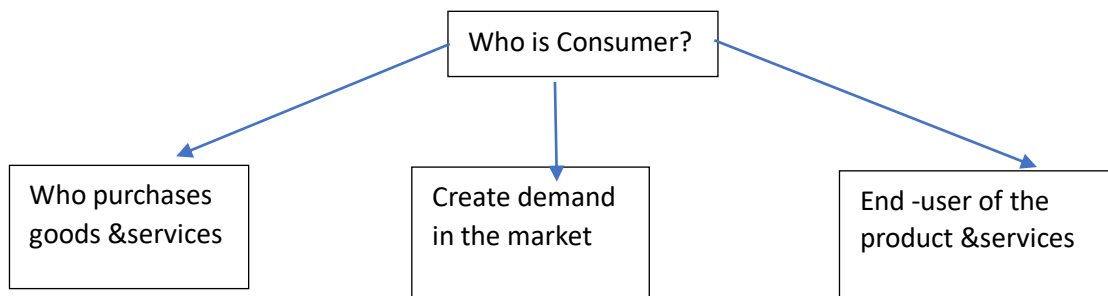 Who is Consumer?
Who purchases
goods &services
Create demand
in the market
End -user of the
product &services